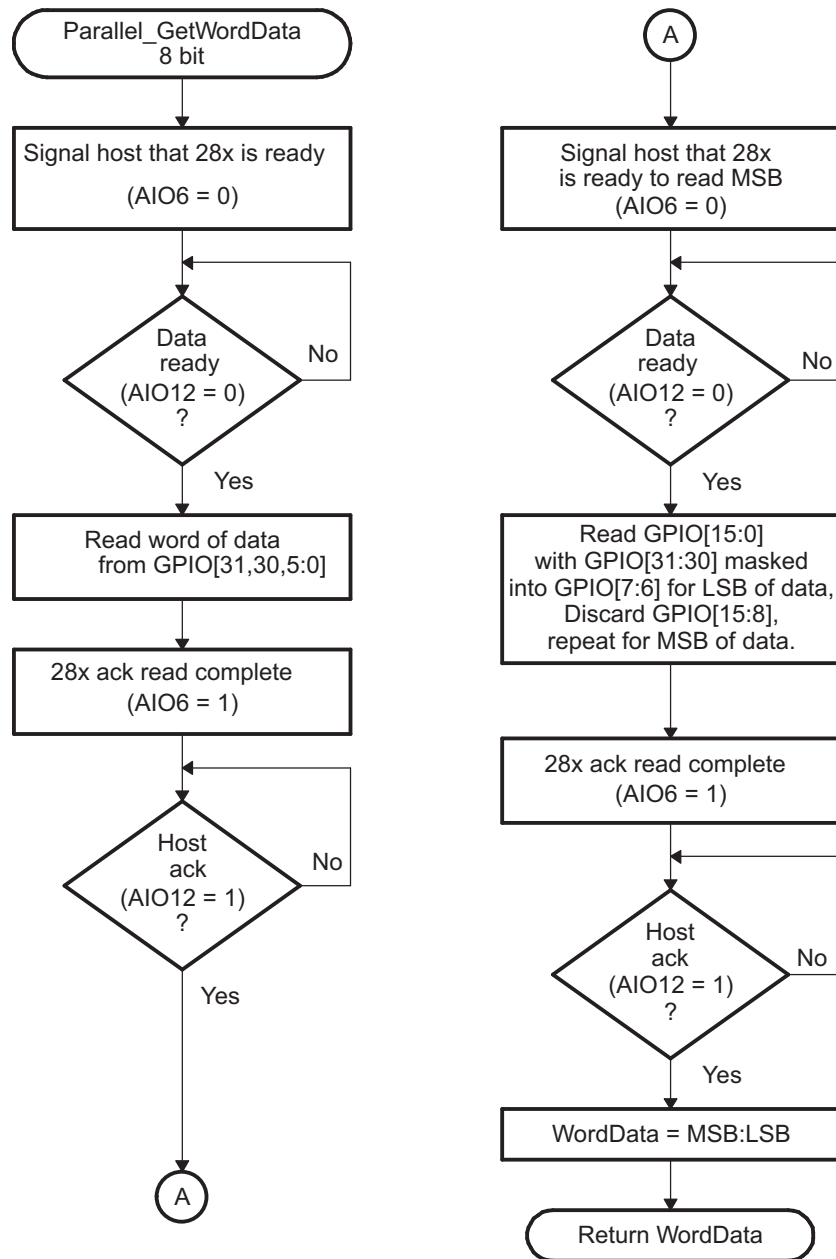 Parallel_GetWordData
8 bit
Signal host that 28x is ready
(AIO6 = 0)
Data
ready
(AIO12 = 0)
?
No
Yes
Read word of data
from GPIO[31,30,5:0]
28x ack read complete
(AIO6 = 1)
Host
ack
(AIO12 = 1)
?
No
Yes
A
A
Signal host that 28x
is ready to read MSB
(AIO6 = 0)
Data
ready
(AIO12 = 0)
?
No
Yes
Read GPIO[15:0]
with GPIO[31:30] masked
into GPIO[7:6] for LSB of data,
Discard GPIO[15:8],
repeat for MSB of data.
28x ack read complete
(AIO6 = 1)
Host
ack
(AIO12 = 1)
?
No
Yes
WordData = MSB:LSB
Return WordData